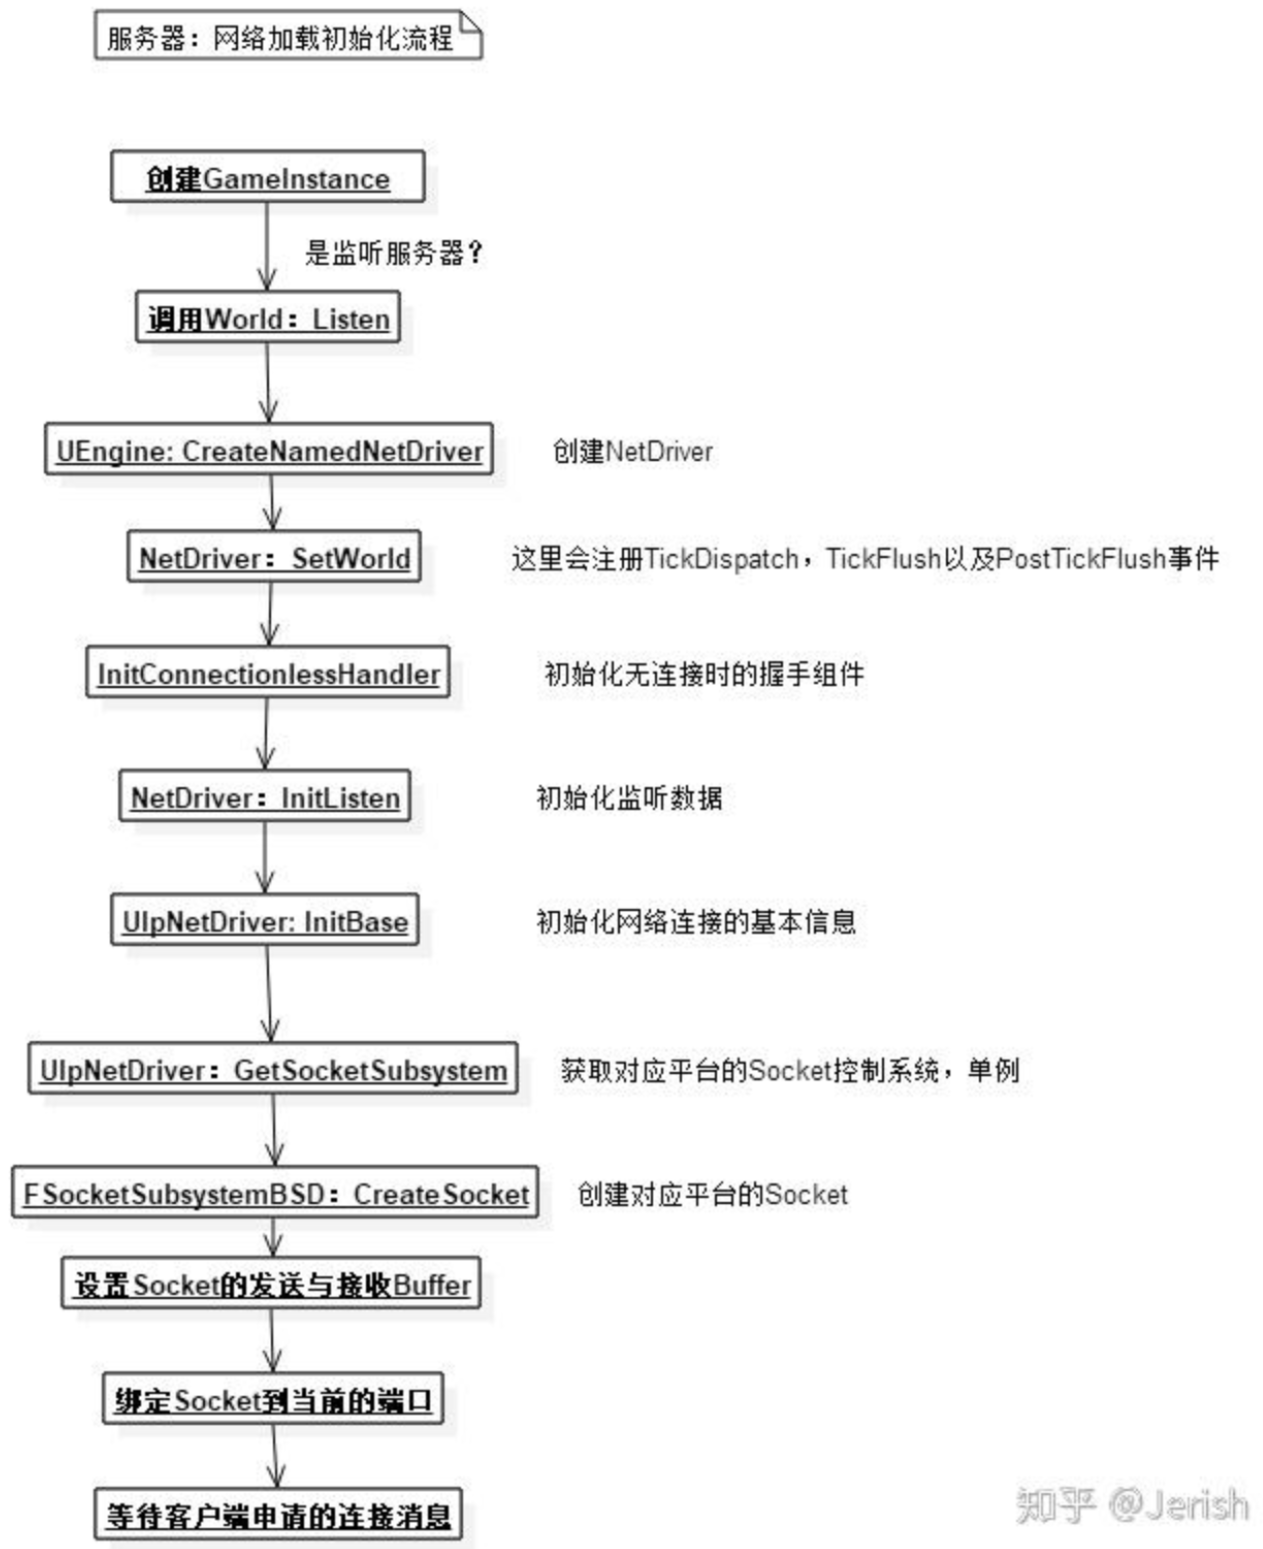 服务器：网络加载初始化流程
创建GameInstance
是监听服务器？
调用World：Listen
UEngine: CreateNamedNetDriver
创建NetDriver
NetDriver：SetWorld
这里会注册TickDispatch，TickFlush以及PostTickFlush事件
InitConnectionlessHandler
初始化无连接时的握手组件
NetDriver：InitListen
初始化监听数据
UIpNetDriver: InitBase
初始化网络连接的基本信息
UIpNetDriver：GetSocketSubsystem
获取对应平台的Socket控制系统，单例
FSocketSubsystemBSD：CreateSocket
创建对应平台的Socket
设置Socket的发送与接收Buffer
绑定Socket到当前的端口
等待客户端申请的连接消息
知乎 @Jerish